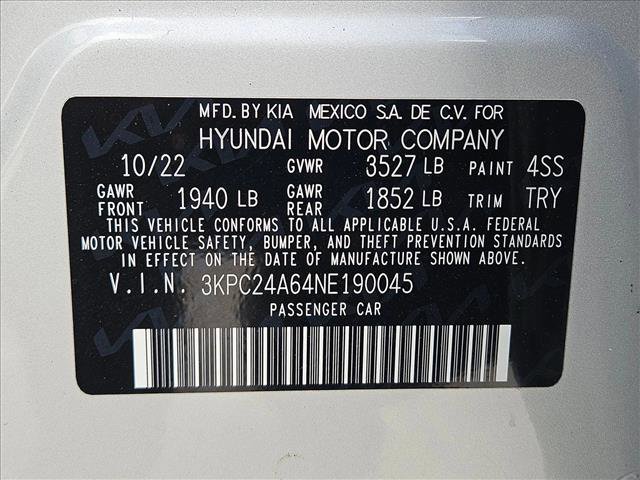 MFD. BY KIA MEXICO S.A. DE C.V. FOR
HYUNDAI MOTOR COMPANY
10/22 GVWR 3527 LB PAINT 4SS
GAWR FRONT 1940 LB GAWR REAR 1852 LB TRIM TRY
THIS VEHICLE CONFORMS TO ALL APPLICABLE U.S.A. FEDERAL
MOTOR VEHICLE SAFETY, BUMPER, AND THEFT PREVENTION STANDARDS
IN EFFECT ON THE DATE OF MANUFACTURE SHOWN ABOVE.
V.I.N. 3KPC24A64NE190045
PASSENGER CAR